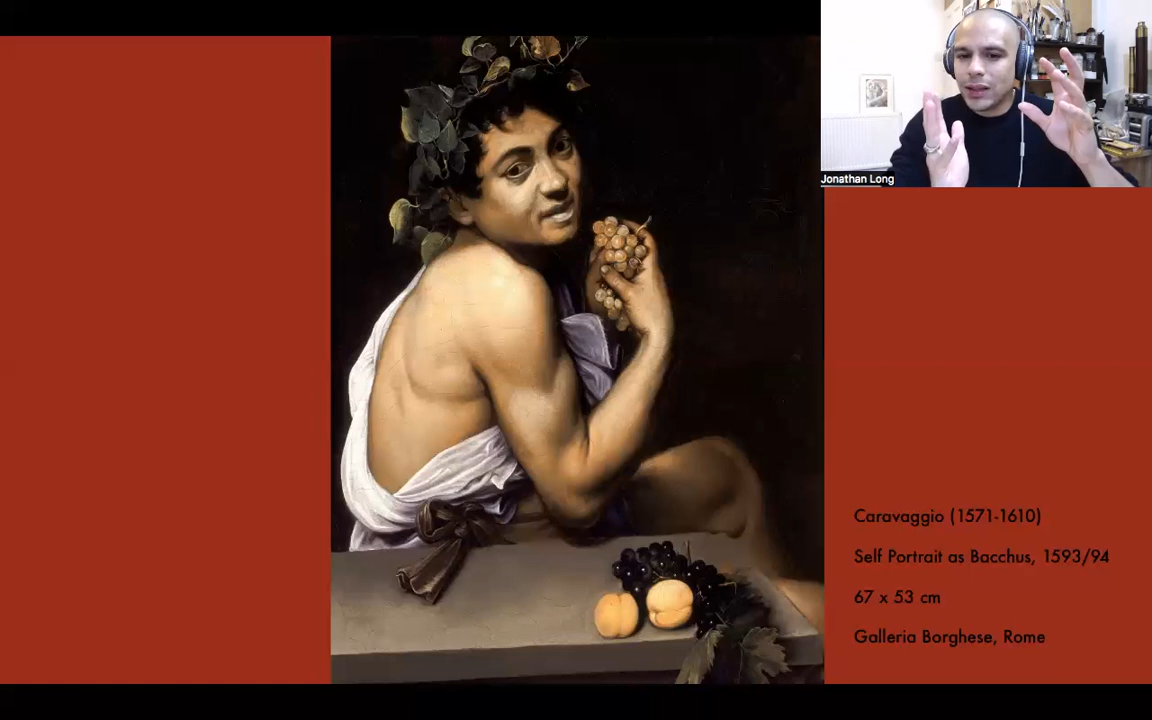 Jonathan Long
Caravaggio (1571-1610)
Self Portrait as Bacchus, 1593/94
67 x 53 cm
Galleria Borghese, Rome